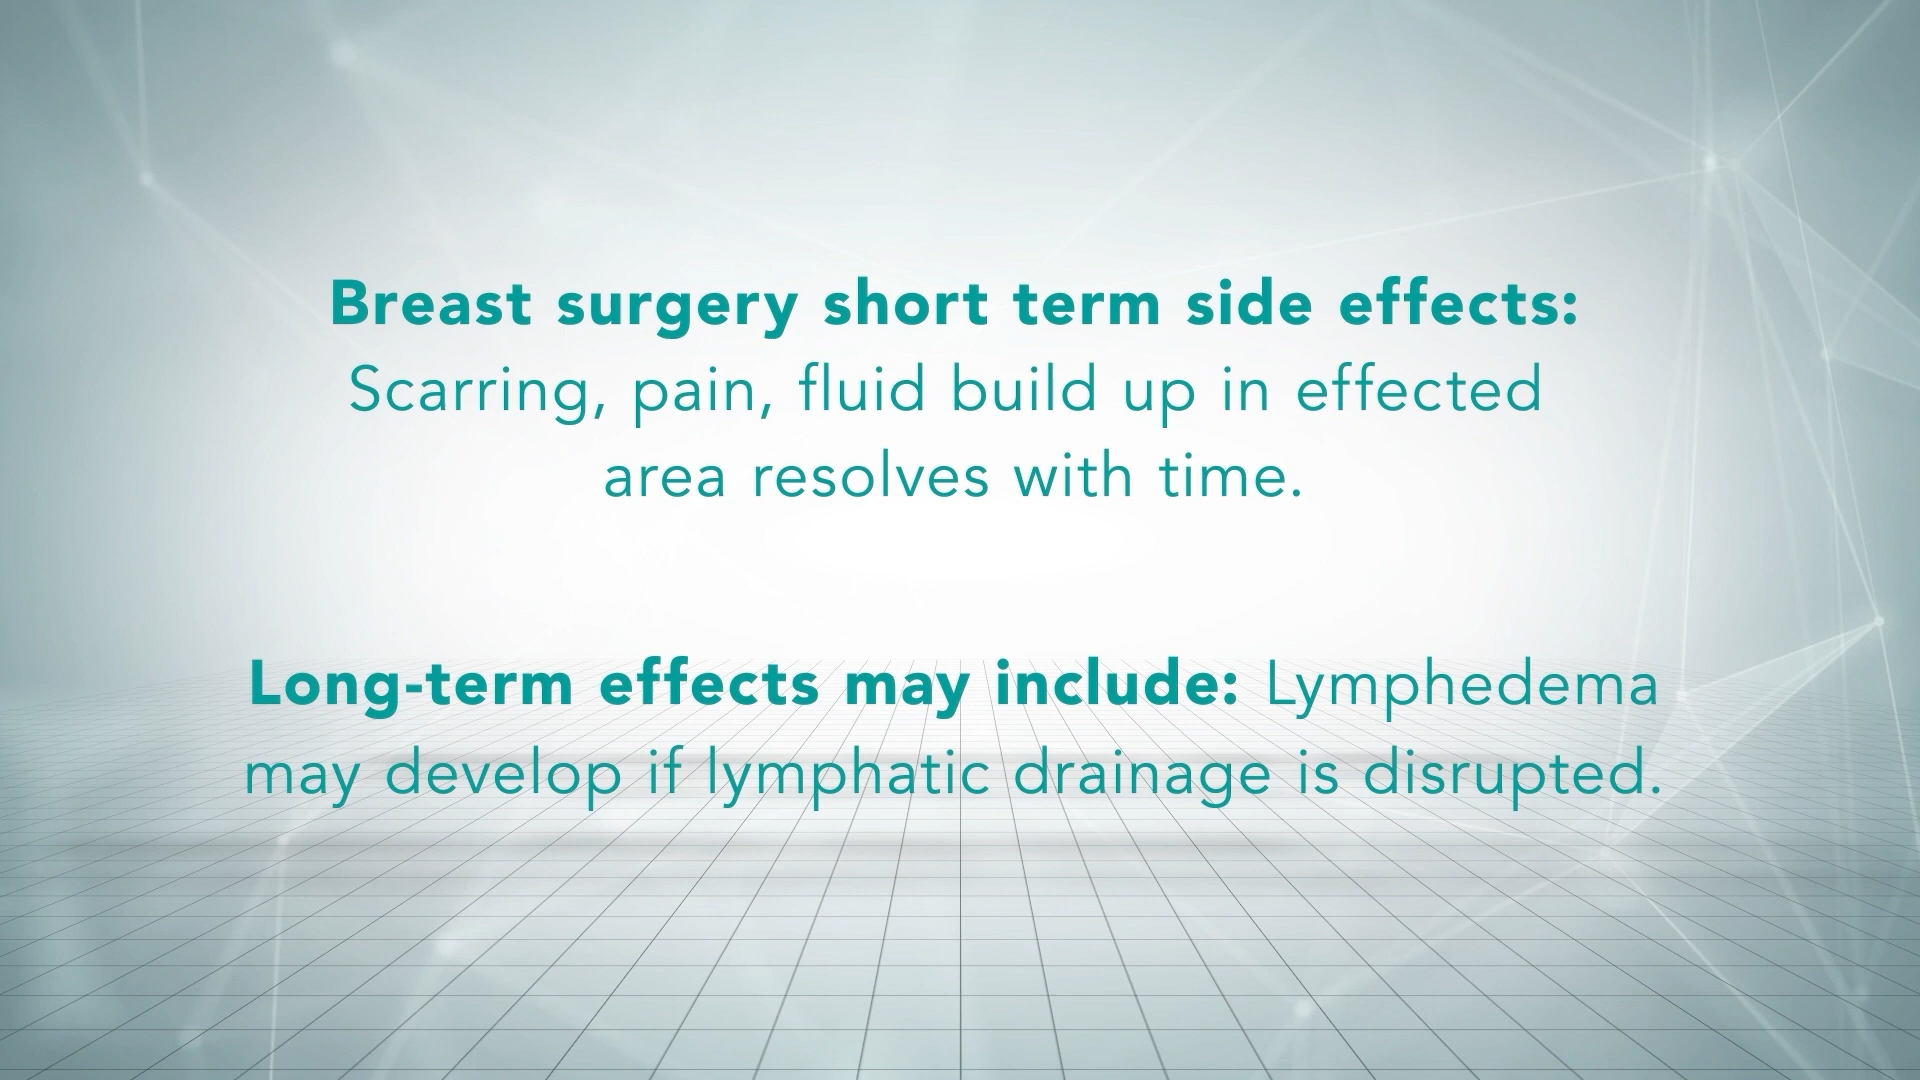 Breast surgery short term side effects:
Scarring, pain, fluid build up in effected
area resolves with time.
Long-term effects may include: Lymphedema
may develop if lymphatic drainage is disrupted.